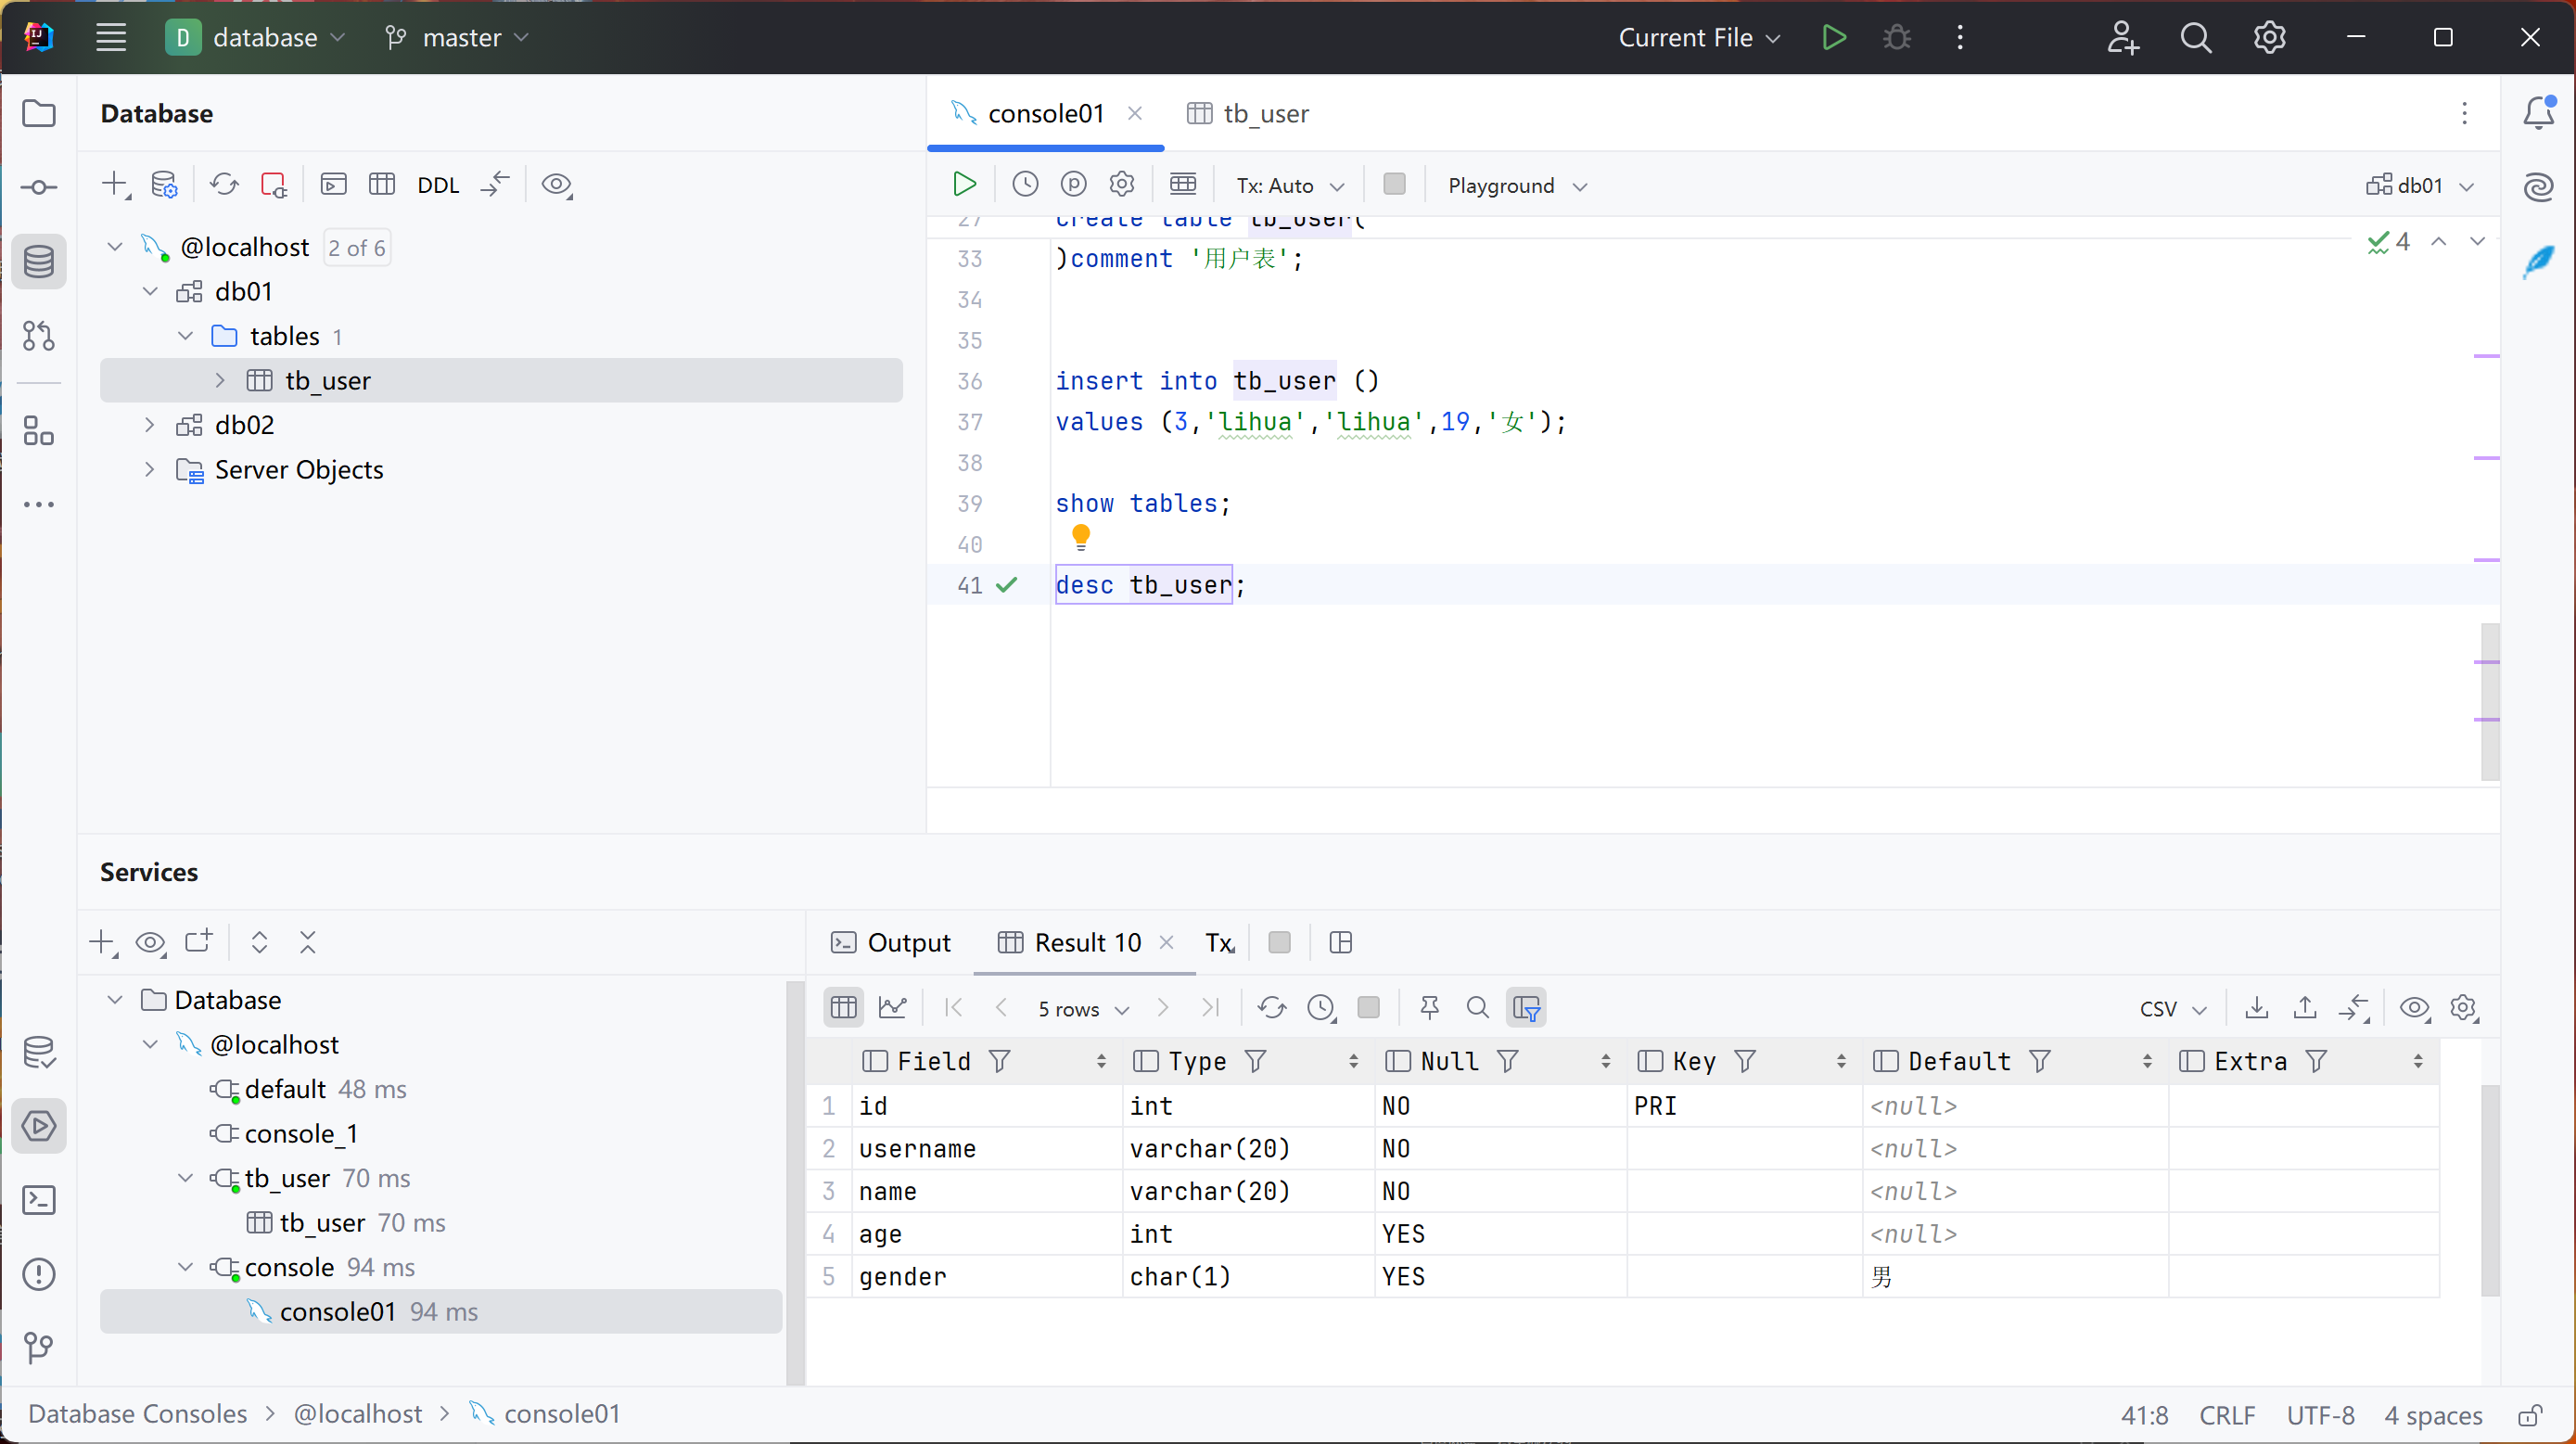 D database master Current File
Database
DDL
@localhost 2 of 6
db01
tables 1
tb_user
db02
Server Objects
console01 tb_user
Tx: Auto Playground db01
27 create table tb_user(
33 )comment '用户表';
4
34
35
36 insert into tb_user ()
37 values (3,'lihua','lihua',19,'女');
38
39 show tables;
40
41 desc tb_user;
Services
Database
@localhost
default 48 ms
console_1
tb_user 70 ms
tb_user 70 ms
console 94 ms
console01 94 ms
Output Result 10 Tx
5 rows CSV
Field Type Null Key Default Extra
1 id int NO PRI <null>
2 username varchar(20) NO <null>
3 name varchar(20) NO <null>
4 age int YES <null>
5 gender char(1) YES 男
Database Consoles > @localhost > console01 41:8 CRLF UTF-8 4 spaces